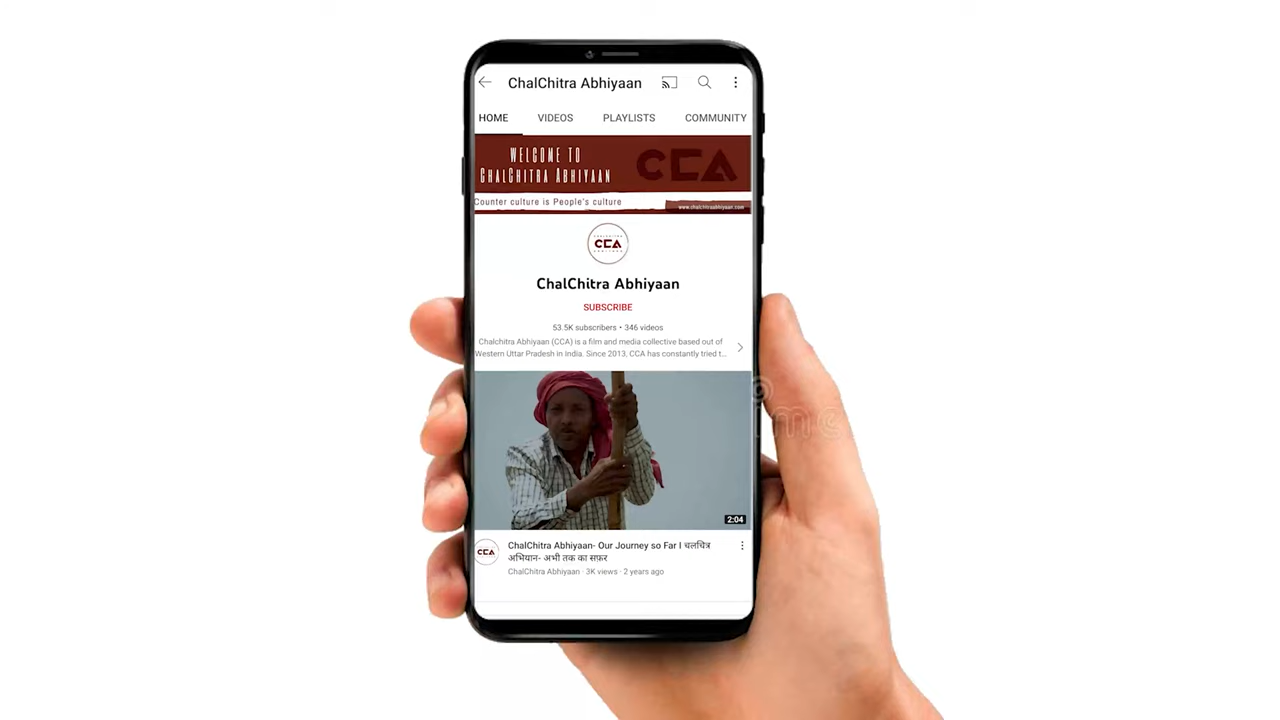 ChalChitra Abhiyaan
HOME VIDEOS PLAYLISTS COMMUNITY
WELCOME TO
CHALCHITRA ABHIYAAN
CCA
Counter culture is People's culture
www.chalchitraabhiyaan.com
CHALCHITRA
CCA
ABHIYAAN
ChalChitra Abhiyaan
SUBSCRIBE
53.5K subscribers • 346 videos
Chalchitra Abhiyaan (CCA) is a film and media collective based out of
Western Uttar Pradesh in India. Since 2013, CCA has constantly tried t...
2:04
CCA
ChalChitra Abhiyaan- Our Journey so Far I चलचित्र
अभियान- अभी तक का सफ़र
ChalChitra Abhiyaan · 3K views · 2 years ago